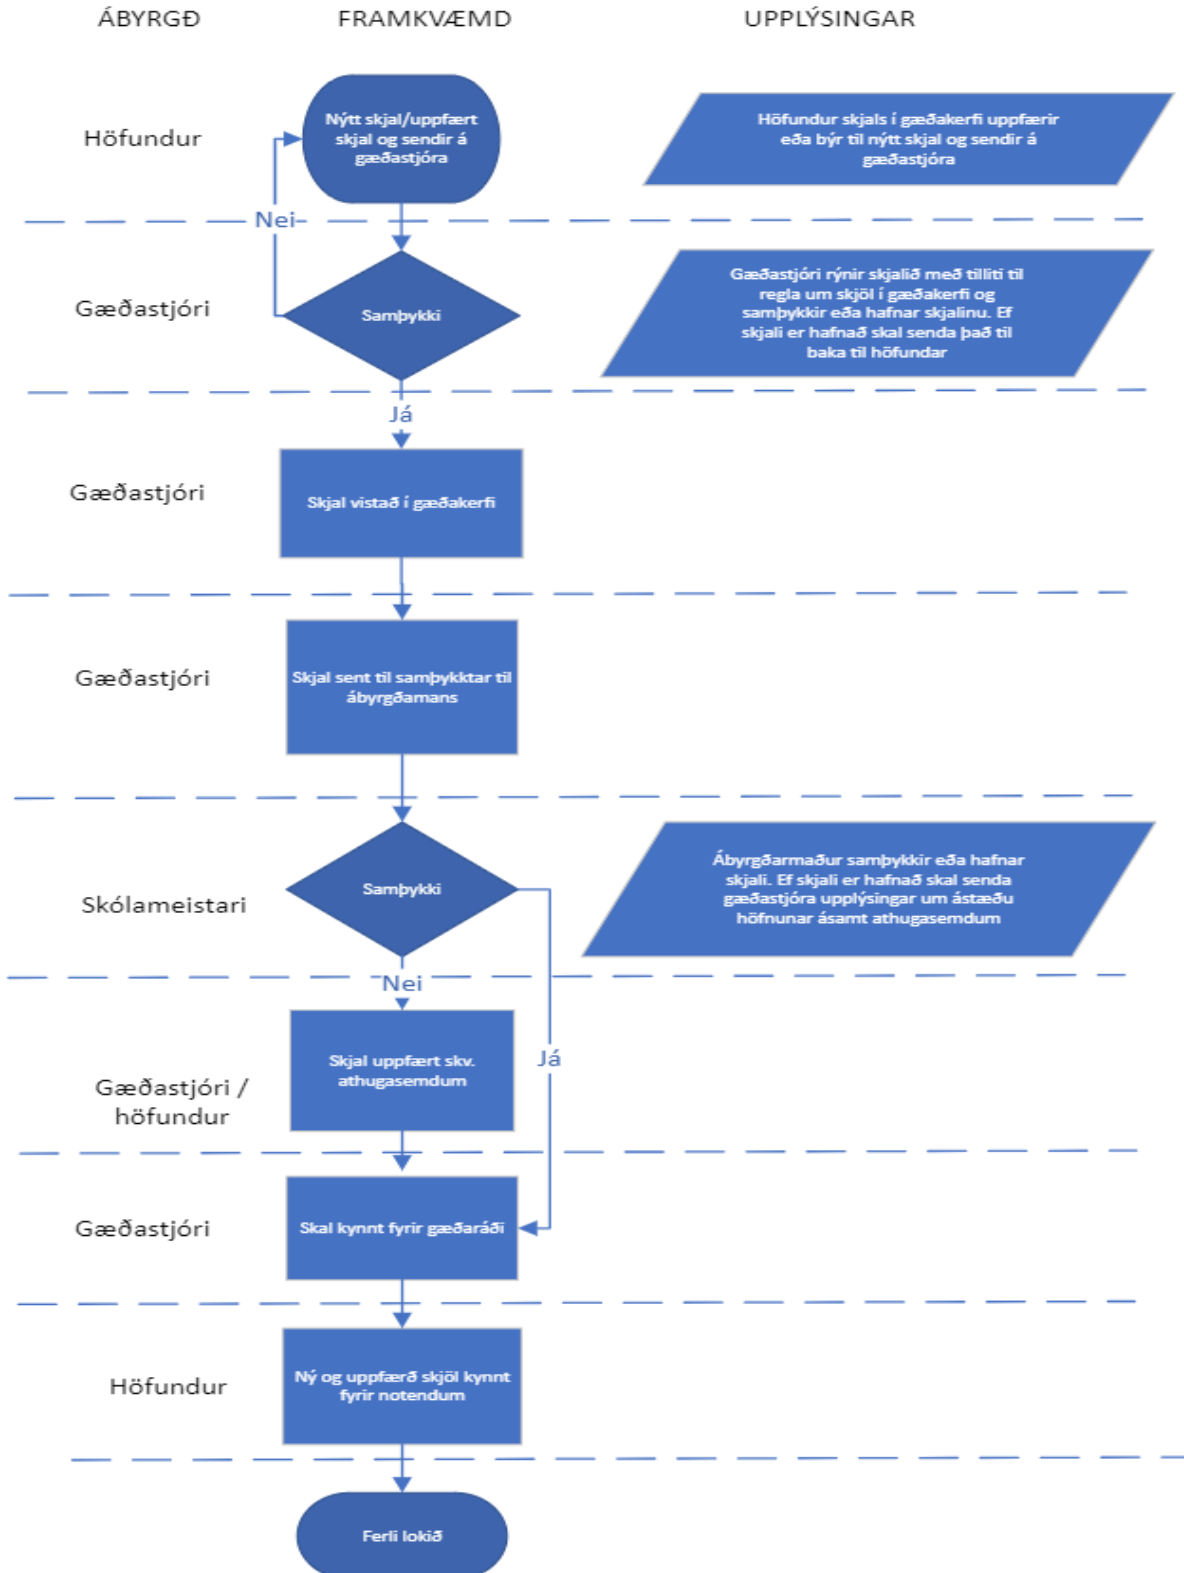 ÁBYRGÐ
FRAMKVÆMD
UPPLÝSINGAR
Höfundur
Nýtt skjal/uppfært
skjal og sendir á
gæðastjóra
Höfundur skjals í gæðakerfi uppfærir
eða býr til nýtt skjal og sendir á
gæðastjóra
Nei
Gæðastjóri
Samþykki
Gæðastjóri rýnir skjalið með tilliti til
regla um skjöl í gæðakerfi og
samþykkir eða hafnar skjalinu. Ef
skjali er hafnað skal senda það til
baka til höfundar
Já
Gæðastjóri
Skjal vistað í gæðakerfi
Gæðastjóri
Skjal sent til samþykktar til
ábyrgðamans
Skólameistari
Samþykki
Ábyrgðarmaður samþykkir eða hafnar
skjali. Ef skjali er hafnað skal senda
gæðastjóra upplýsingar um ástæðu
höfnunar ásamt athugasemdum
Nei
Já
Gæðastjóri /
höfundur
Skjal uppfært skv.
athugasemdum
Gæðastjóri
Skal kynnt fyrir gæðaráði
Höfundur
Ný og uppfærð skjöl kynnt
fyrir notendum
Ferli lokið